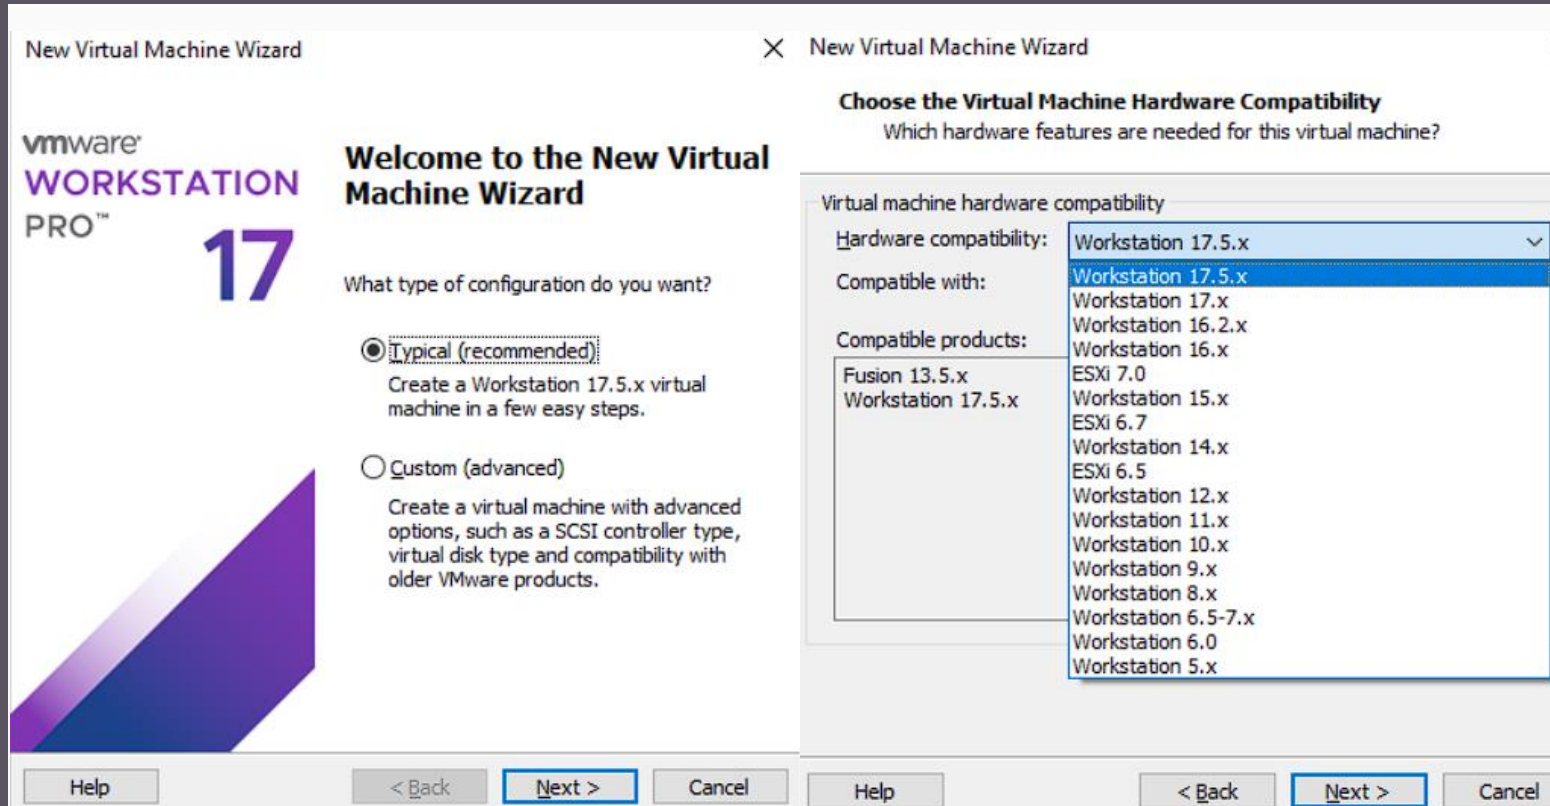 New Virtual Machine Wizard
vmware
WORKSTATION
PRO™
17
Welcome to the New Virtual
Machine Wizard
What type of configuration do you want?
Typical (recommended)
Create a Workstation 17.5.x virtual
machine in a few easy steps.
Custom (advanced)
Create a virtual machine with advanced
options, such as a SCSI controller type,
virtual disk type and compatibility with
older VMware products.
Help
< Back
Next >
Cancel
New Virtual Machine Wizard
Choose the Virtual Machine Hardware Compatibility
Which hardware features are needed for this virtual machine?
Virtual machine hardware compatibility
Hardware compatibility:
Workstation 17.5.x
Compatible with:
Compatible products:
Fusion 13.5.x
Workstation 17.5.x
Workstation 17.5.x
Workstation 17.x
Workstation 16.2.x
Workstation 16.x
ESXi 7.0
Workstation 15.x
ESXi 6.7
Workstation 14.x
ESXi 6.5
Workstation 12.x
Workstation 11.x
Workstation 10.x
Workstation 9.x
Workstation 8.x
Workstation 6.5-7.x
Workstation 6.0
Workstation 5.x
Help
< Back
Next >
Cancel